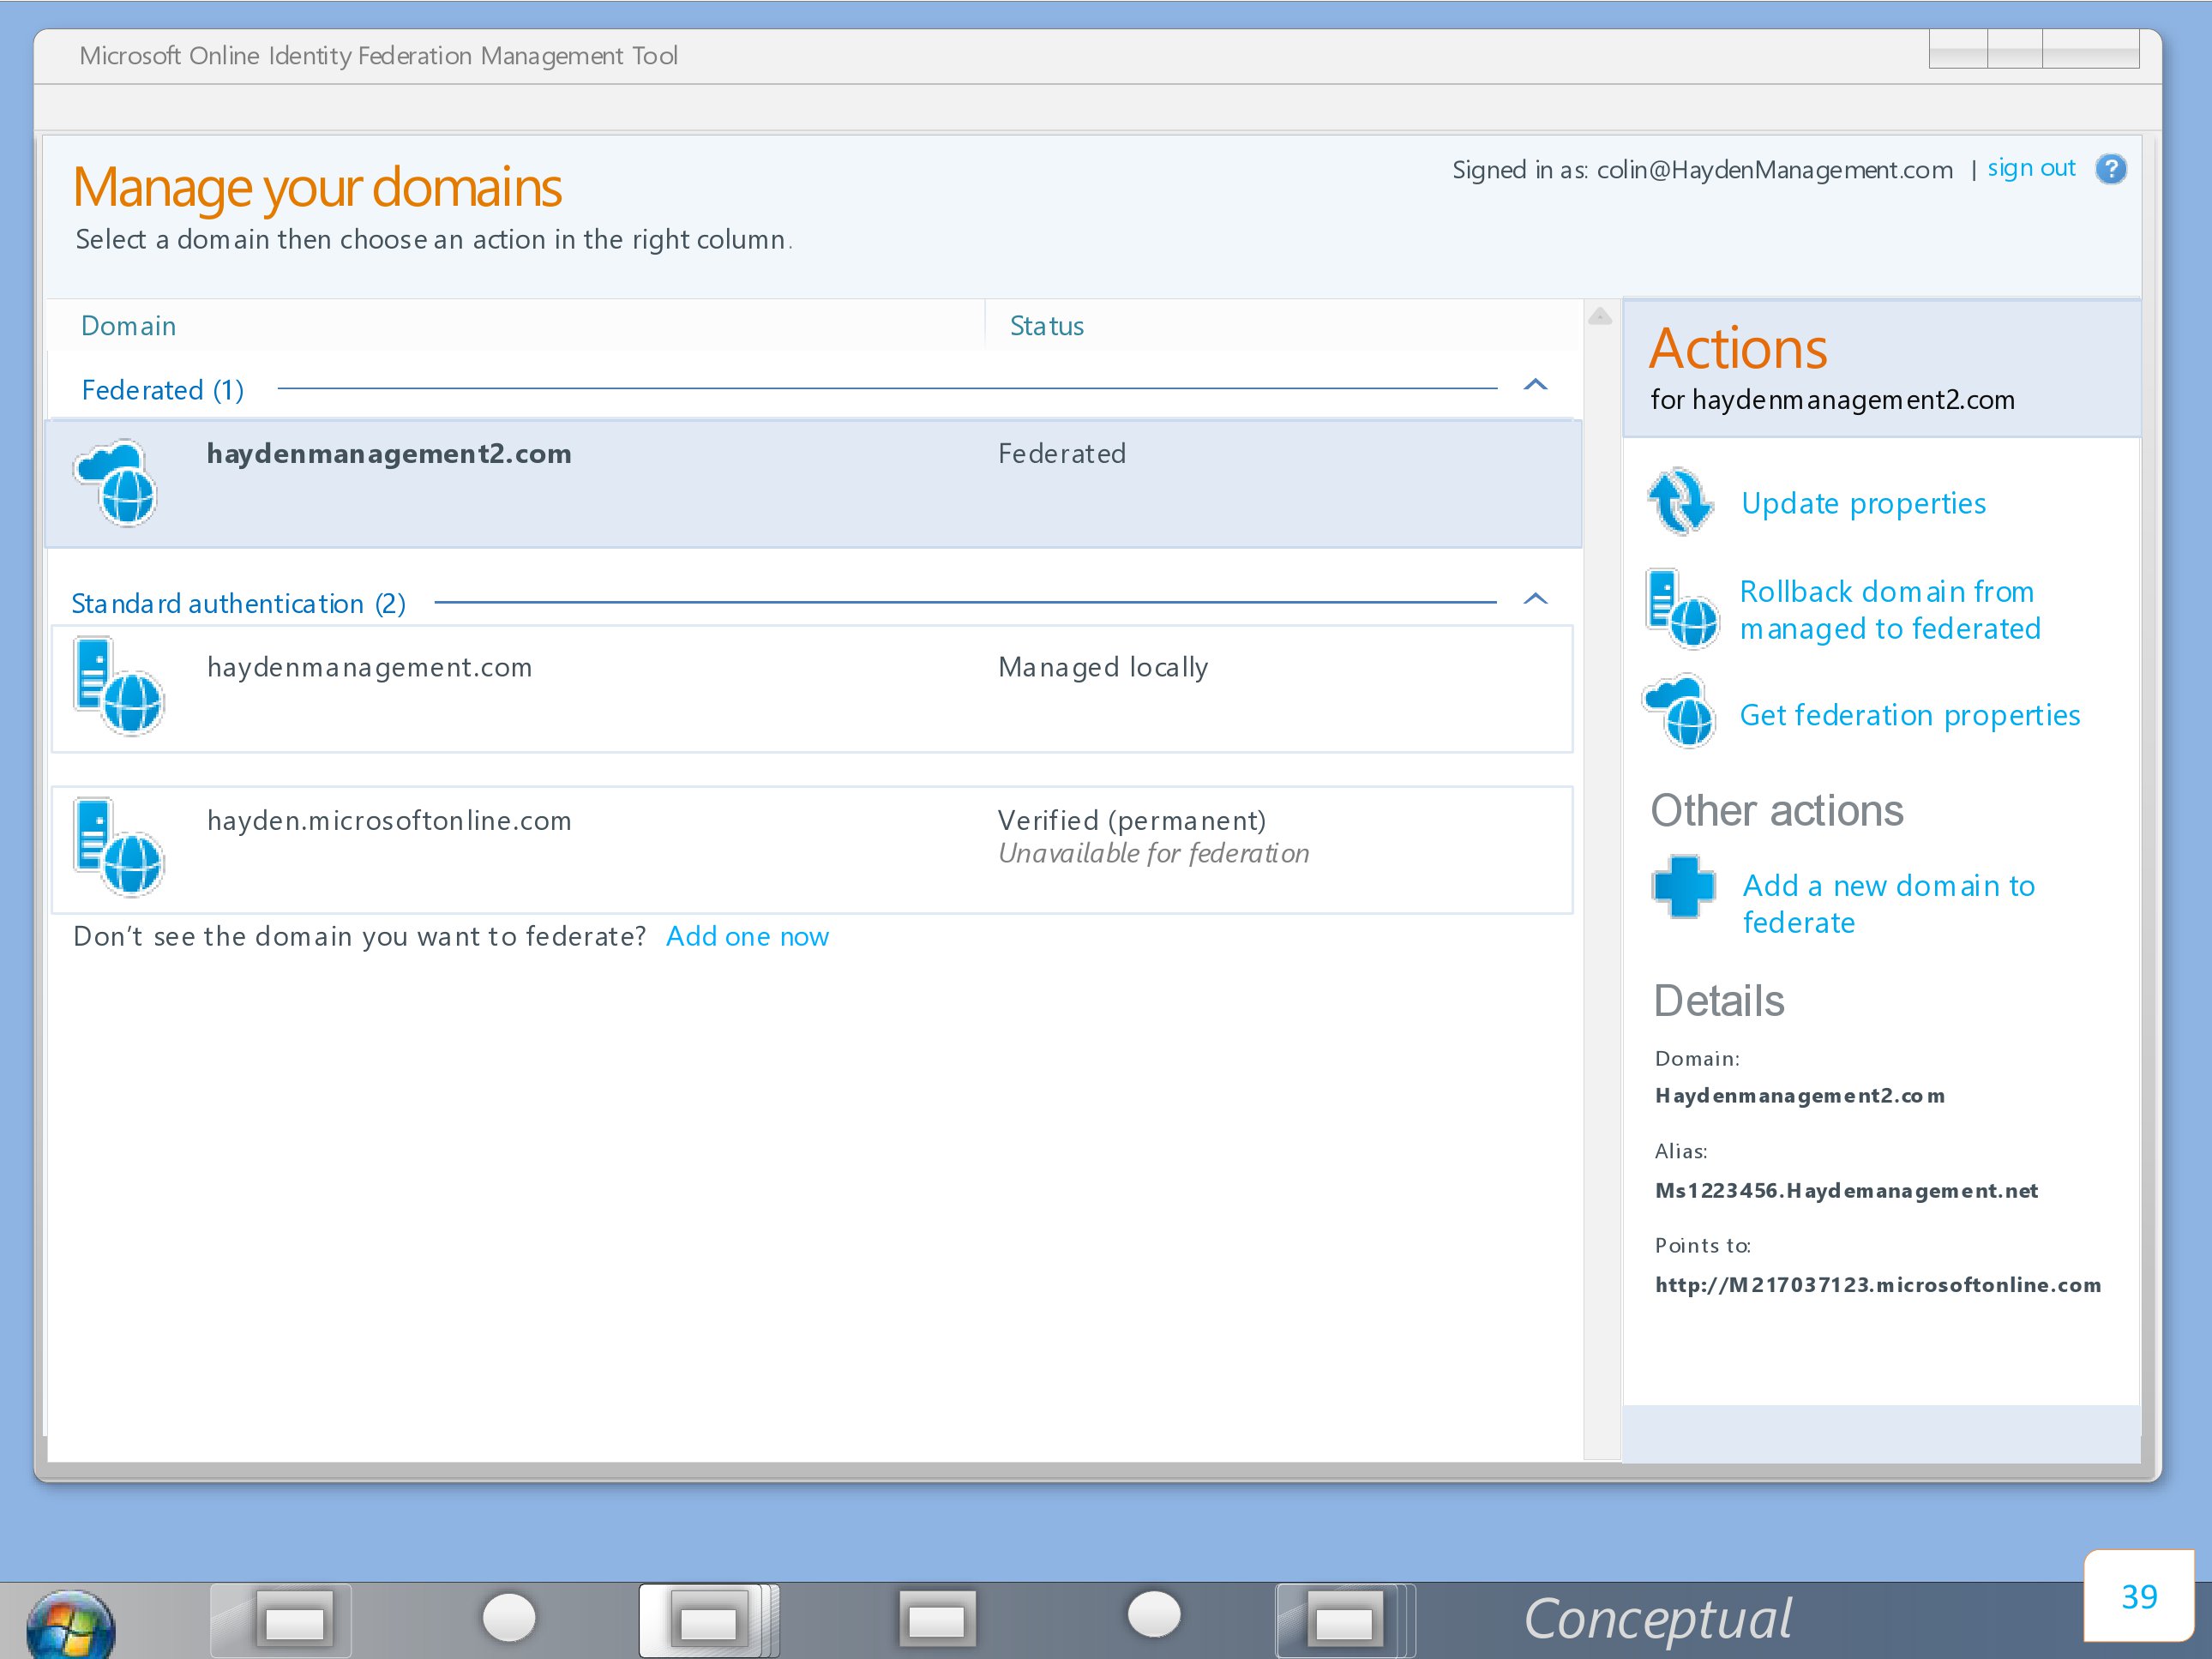 Microsoft Online Identity Federation Management Tool
Manage your domains
Signed in as: colin@HaydenManagement.com | sign out ?
Select a domain then choose an action in the right column.
Domain
Status
Federated (1)
haydenmanagement2.com
Federated
Standard authentication (2)
haydenmanagement.com
Managed locally
hayden.microsoftonline.com
Verified (permanent)
Unavailable for federation
Don’t see the domain you want to federate? Add one now
Actions
for haydenmanagement2.com
Update properties
Rollback domain from
managed to federated
Get federation properties
Other actions
Add a new domain to
federate
Details
Domain:
Haydenmanagement2.com
Alias:
Ms1223456.Haydemanagement.net
Points to:
http://M217037123.microsoftonline.com
Conceptual
39